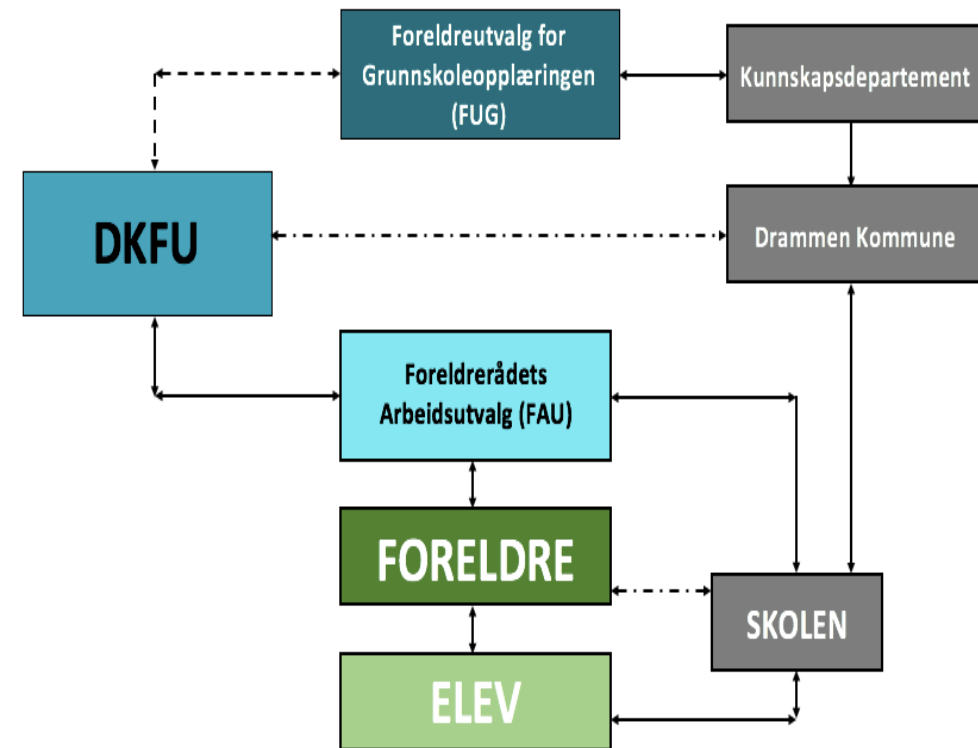 Foreldreutvalg for
Grunnskoleopplæringen
(FUG)
Kunnskapsdepartement
DKFU
Drammen Kommune
Foreldrerådets
Arbeidsutvalg (FAU)
FORELDRE
SKOLEN
ELEV